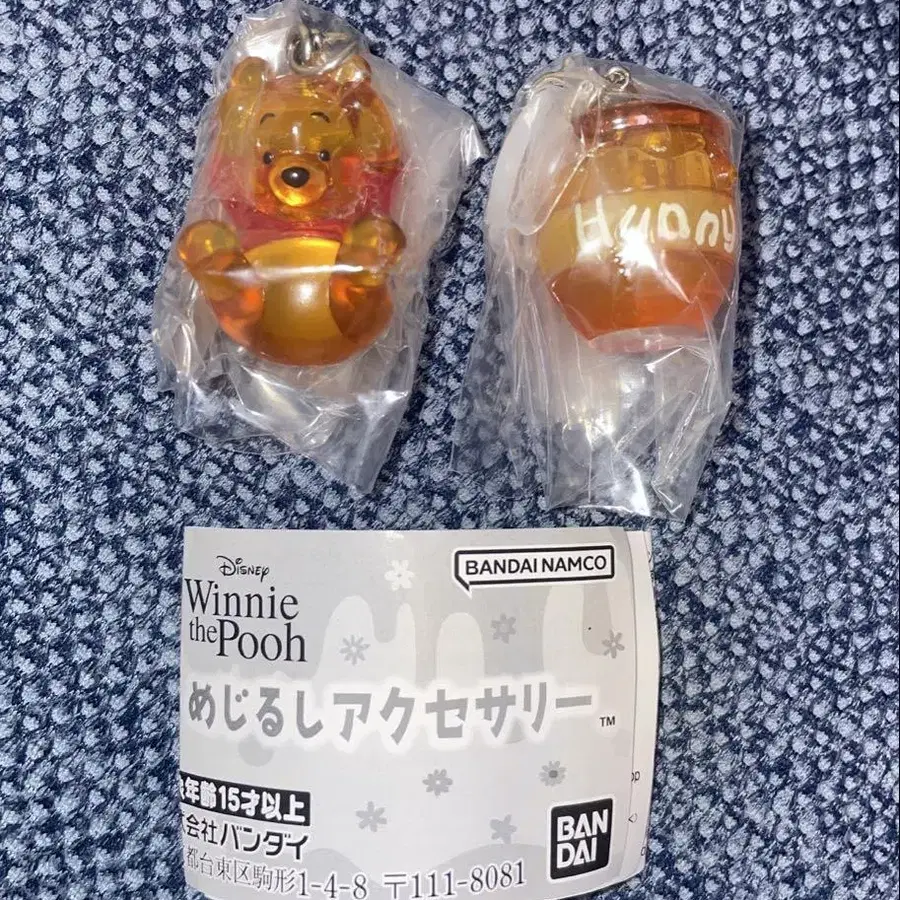 Hunny
Disney
Winnie
the Pooh
BANDAI NAMCO
めじるしアクセサリー™
年齢15才以上
会社バンダイ
都台東区駒形1-4-8 〒111-8081
BAN
DAI